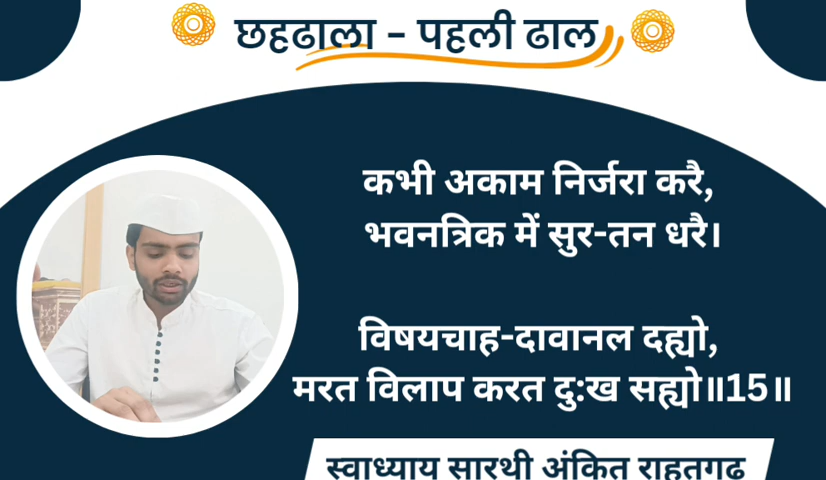 छहढाला - पहली ढाल
कभी अकाम निर्जरा करै,
भवनत्रिक में सुर-तन धरै।
विषयचाह-दावानल दह्यो,
मरत विलाप करत दु:ख सह्यो॥15॥
स्वाध्याय सारथी अंकित राहतगढ़